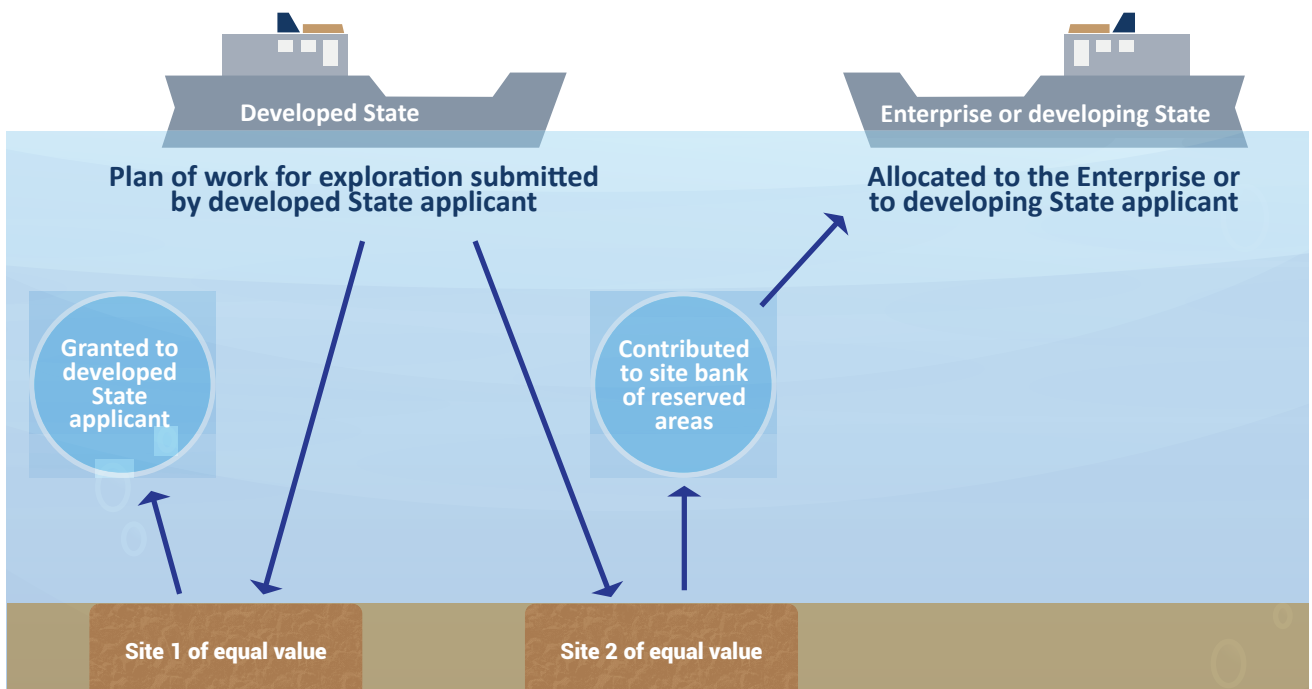 Developed State
Enterprise or developing State
Plan of work for exploration submitted
by developed State applicant
Allocated to the Enterprise or
to developing State applicant
Granted to
developed
State
applicant
Contributed
to site bank
of reserved
areas
Site 1 of equal value
Site 2 of equal value